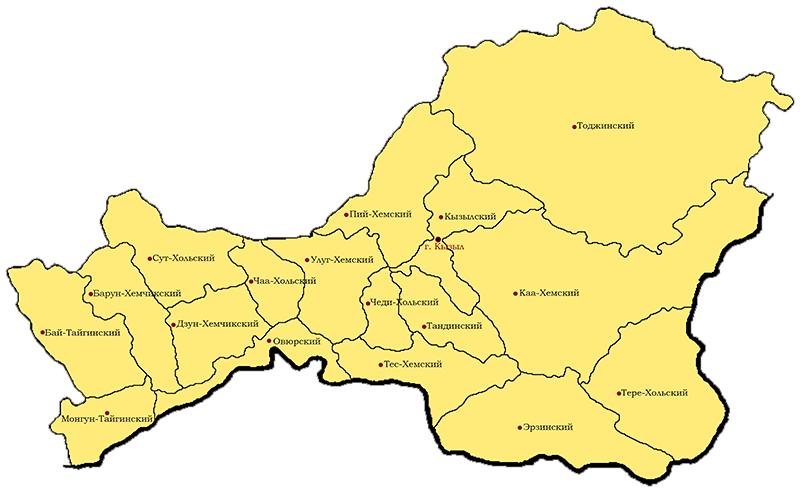 Тоджинский
Пий-Хемский
Кызылский
г. Кызыл
Сут-Хольский
Улуг-Хемский
Чаа-Хольский
Барун-Хемчикский
Каа-Хемский
Чеди-Хольский
Дзун-Хемчикский
Тандинский
Бай-Тайгинский
Овюрский
Тес-Хемский
Тере-Хольский
Монгун-Тайгинский
Эрзинский